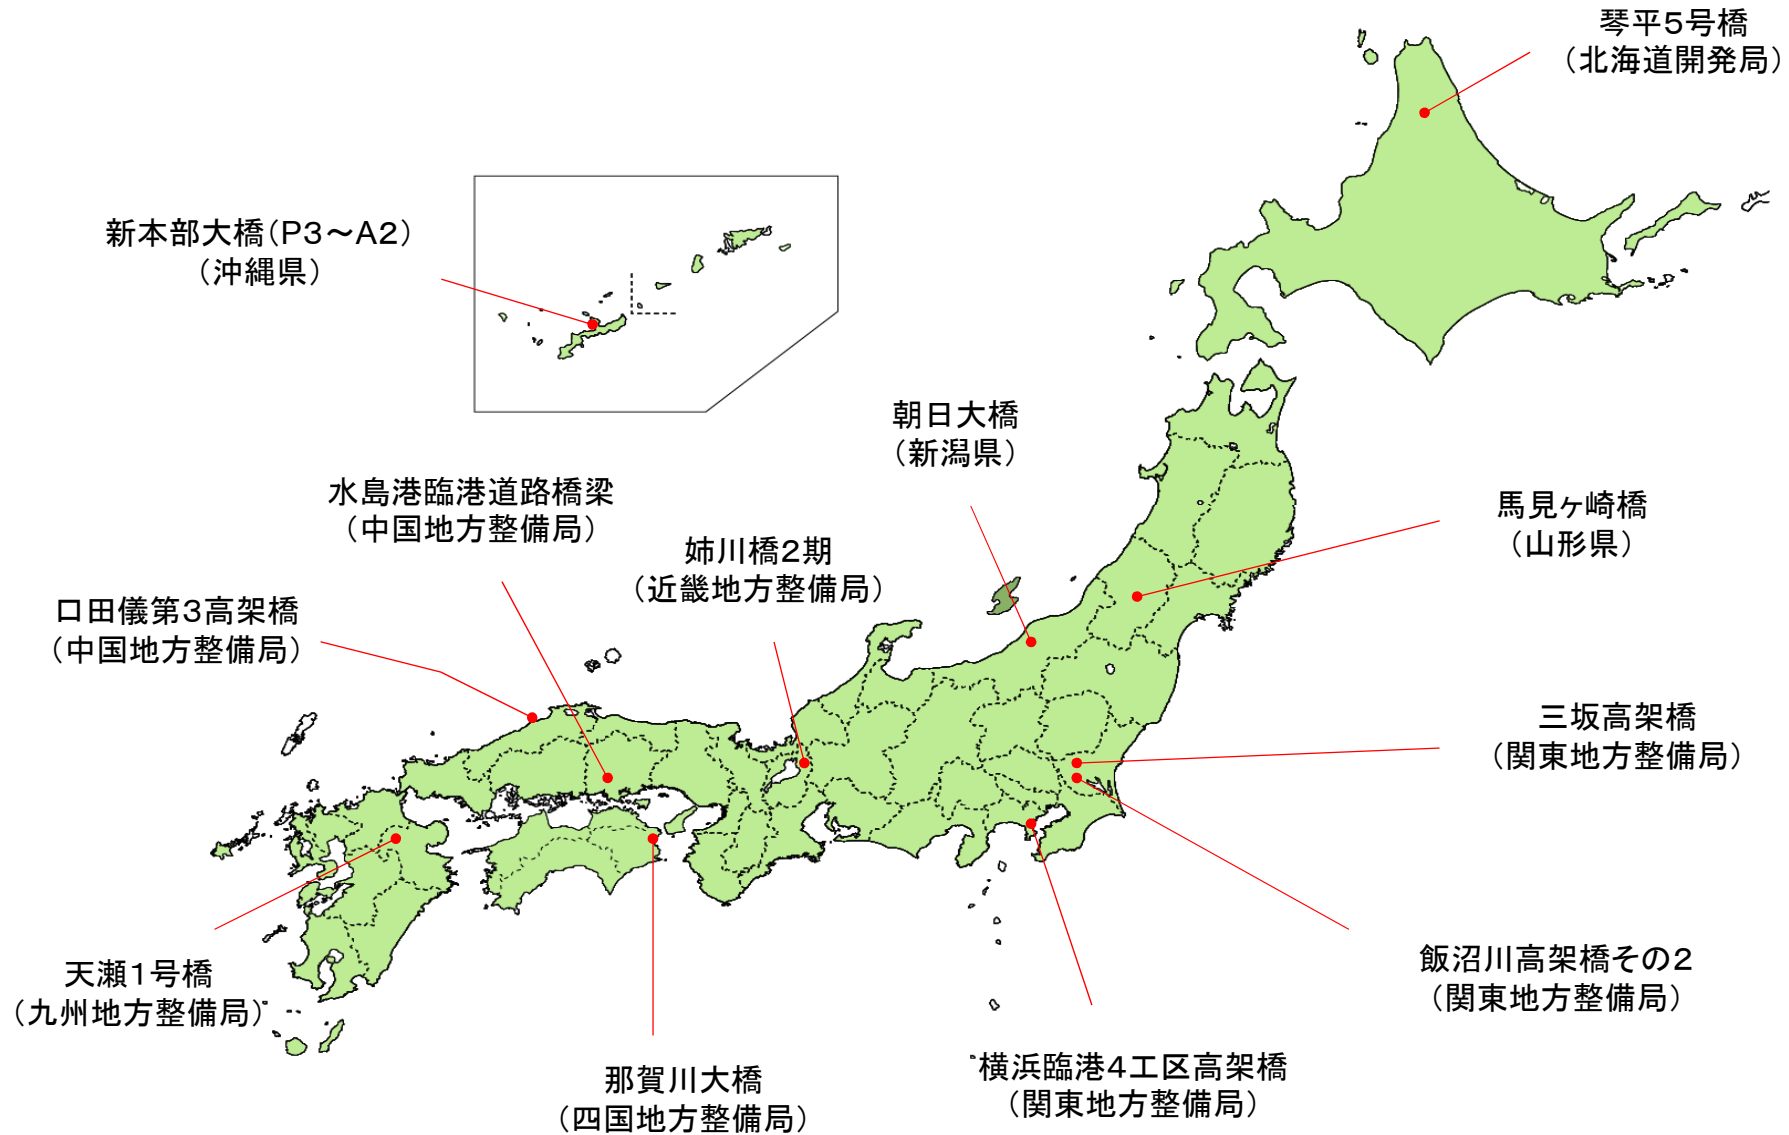 琴平5号橋
（北海道開発局）
新本部大橋（P3～A2）
（沖縄県）
朝日大橋
（新潟県）
水島港臨港道路橋梁
（中国地方整備局）
馬見ヶ崎橋
（山形県）
姉川橋2期
（近畿地方整備局）
口田儀第3高架橋
（中国地方整備局）
三坂高架橋
（関東地方整備局）
飯沼川高架橋その2
（関東地方整備局）
天瀬1号橋
（九州地方整備局）
横浜臨港4工区高架橋
（関東地方整備局）
那賀川大橋
（四国地方整備局）